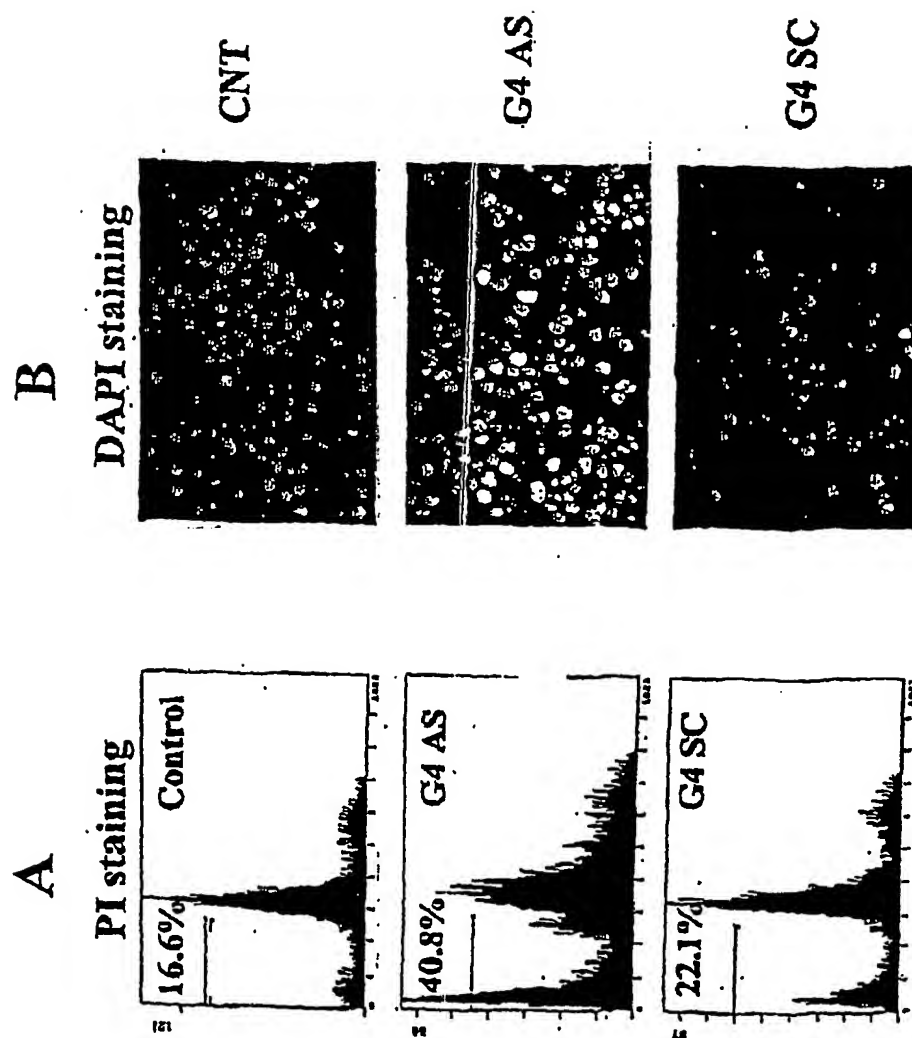 A
PI staining
16.6%
Control
121
40.8%
G4 AS
22.1%
G4 SC
B
DAPI staining
CNT
G4 AS
G4 SC